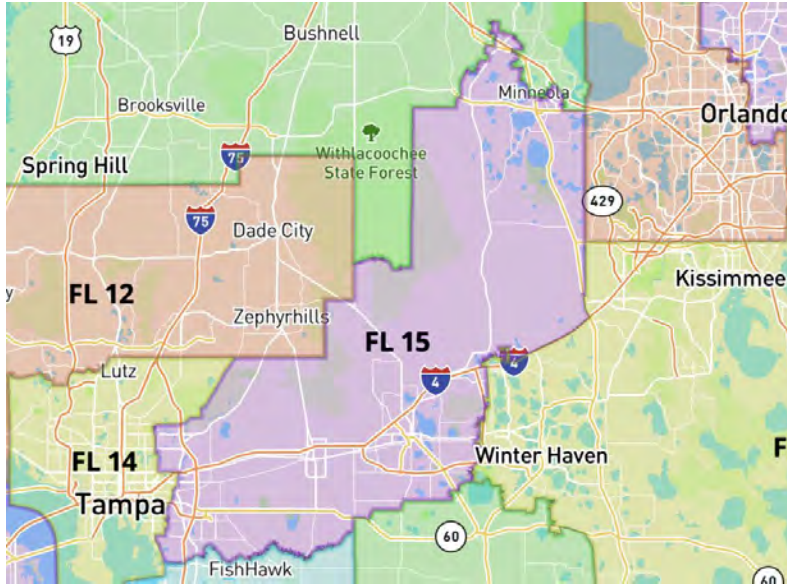 19
Bushnell
Brooksville
Minneola
Orlando
Spring Hill
75
Withlacoochee
State Forest
75
429
Dade City
Kissimmee
y
FL 12
Zephyrhills
FL 15
Lutz
4
4
FL 14
Winter Haven
F
Tampa
60
FishHawk
60